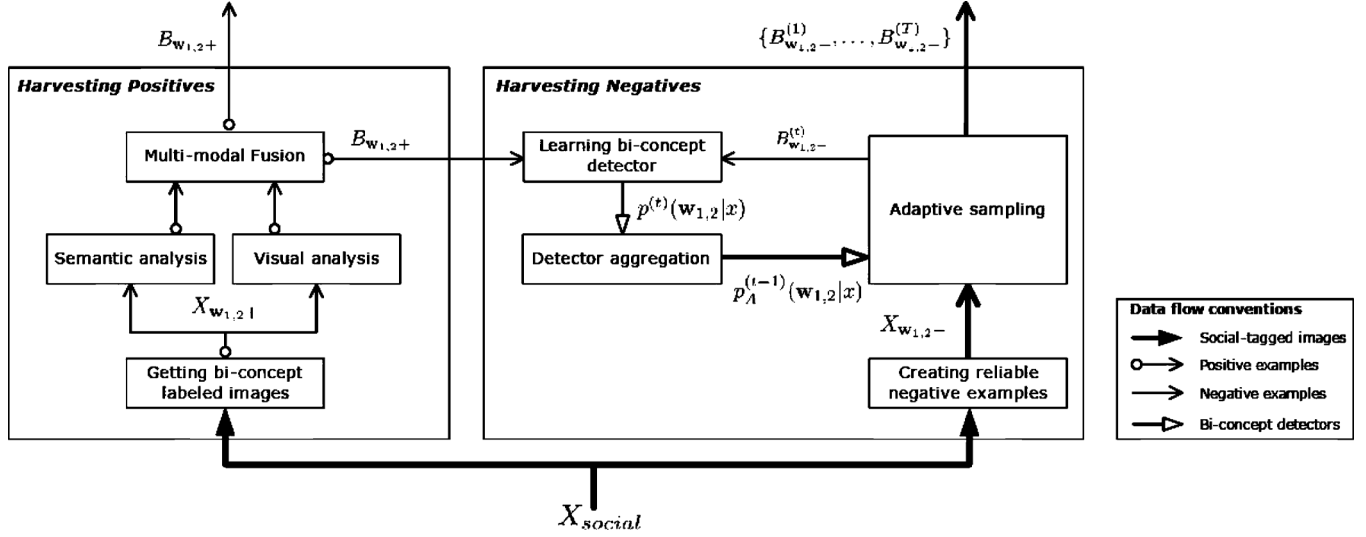 B_{w_{1,2}+}
{B^{(1)}_{w_{1,2}-}, . . . , B^{(T)}_{w_{1,2}-}}
Harvesting Positives
Harvesting Negatives
Multi-modal Fusion
B_{w_{1,2}+}
Learning bi-concept
detector
B^{(t)}_{w_{1,2}-}
Adaptive sampling
p^{(t)}(w_{1,2}|x)
Semantic analysis
Visual analysis
Detector aggregation
p_A^{(t-1)}(w_{1,2}|x)
X_{w_{1,2}+}
X_{w_{1,2}-}
Getting bi-concept
labeled images
Creating reliable
negative examples
Data flow conventions
Social-tagged images
Positive examples
Negative examples
Bi-concept detectors
X_{social}